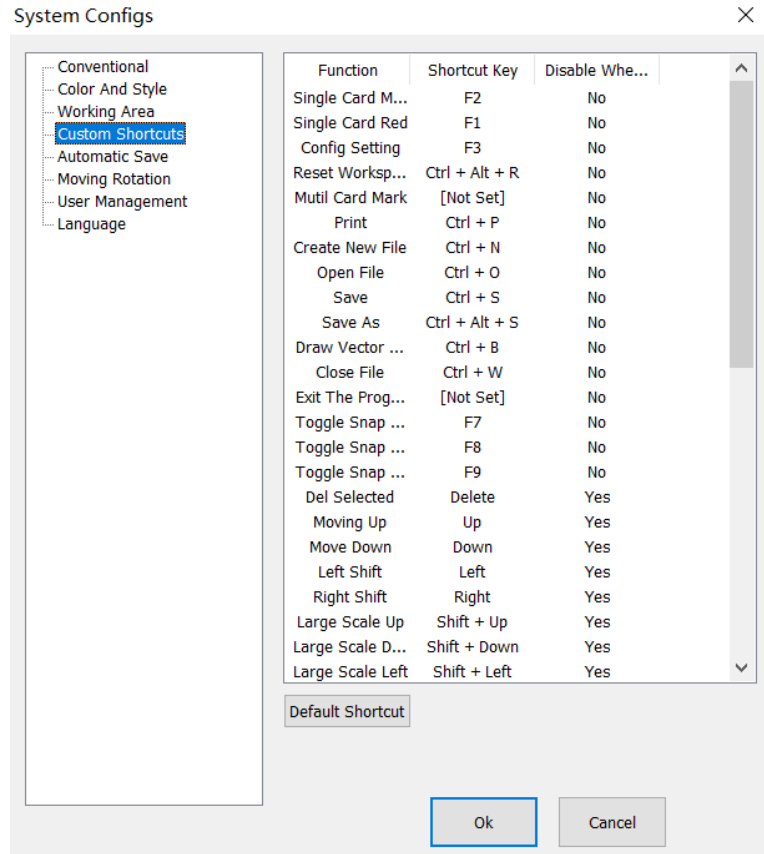 System Configs
Conventional
Color And Style
Working Area
Custom Shortcuts
Automatic Save
Moving Rotation
User Management
Language
Function Shortcut Key Disable Whe...
Single Card M... F2 No
Single Card Red F1 No
Config Setting F3 No
Reset Worksp... Ctrl + Alt + R No
Mutil Card Mark [Not Set] No
Print Ctrl + P No
Create New File Ctrl + N No
Open File Ctrl + O No
Save Ctrl + S No
Save As Ctrl + Alt + S No
Draw Vector ... Ctrl + B No
Close File Ctrl + W No
Exit The Prog... [Not Set] No
Toggle Snap ... F7 No
Toggle Snap ... F8 No
Toggle Snap ... F9 No
Del Selected Delete Yes
Moving Up Up Yes
Move Down Down Yes
Left Shift Left Yes
Right Shift Right Yes
Large Scale Up Shift + Up Yes
Large Scale D... Shift + Down Yes
Large Scale Left Shift + Left Yes
Default Shortcut
Ok Cancel